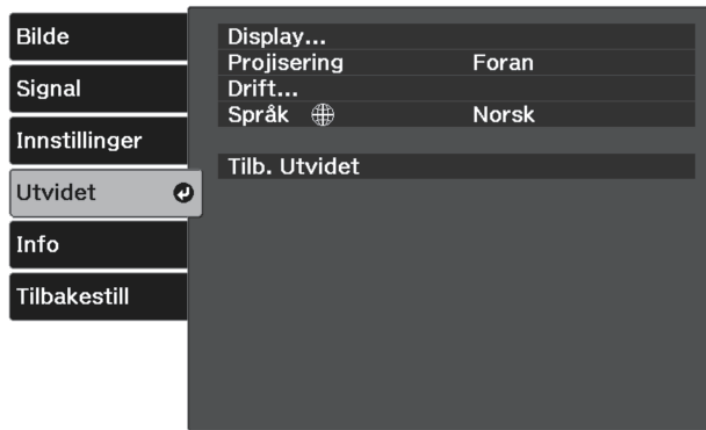 Bilde
Signal
Innstillinger
Utvidet
Info
Tilbakestill
Display...
Projisering Foran
Drift...
Språk Norsk
Tilb. Utvidet